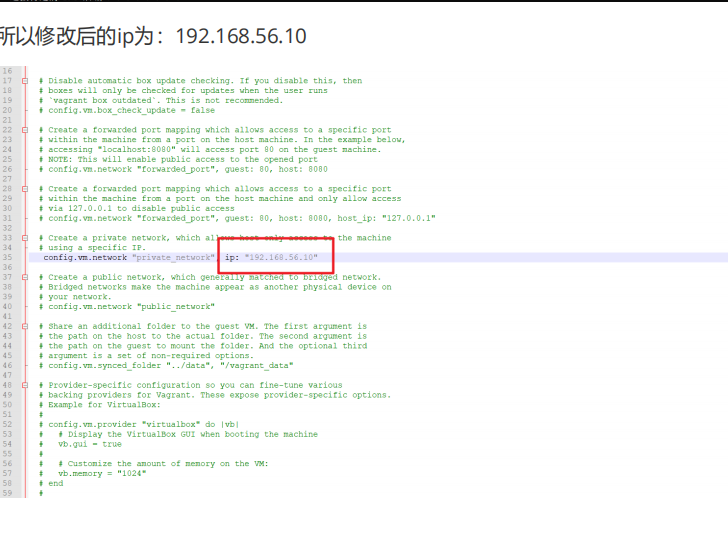 所以修改后的ip为：192.168.56.10
16
17 # Disable automatic box update checking. If you disable this, then
18 # boxes will only be checked for updates when the user runs
19 # `vagrant box outdated`. This is not recommended.
20 # config.vm.box_check_update = false
21
22 # Create a forwarded port mapping which allows access to a specific port
23 # within the machine from a port on the host machine. In the example below,
24 # accessing "localhost:8080" will access port 80 on the guest machine.
25 # NOTE: This will enable public access to the opened port
26 # config.vm.network "forwarded_port", guest: 80, host: 8080
27
28 # Create a forwarded port mapping which allows access to a specific port
29 # within the machine from a port on the host machine and only allow access
30 # via 127.0.0.1 to disable public access
31 # config.vm.network "forwarded_port", guest: 80, host: 8080, host_ip: "127.0.0.1"
32
33 # Create a private network, which allows host-only access to the machine
34 # using a specific IP.
35 config.vm.network "private_network", ip: "192.168.56.10"
36
37 # Create a public network, which generally matched to bridged network.
38 # Bridged networks make the machine appear as another physical device on
39 # your network.
40 # config.vm.network "public_network"
41
42 # Share an additional folder to the guest VM. The first argument is
43 # the path on the host to the actual folder. The second argument is
44 # the path on the guest to mount the folder. And the optional third
45 # argument is a set of non-required options.
46 # config.vm.synced_folder "../data", "/vagrant_data"
47
48 # Provider-specific configuration so you can fine-tune various
49 # backing providers for Vagrant. These expose provider-specific options.
50 # Example for VirtualBox:
51 #
52 # config.vm.provider "virtualbox" do |vb|
53 #   # Display the VirtualBox GUI when booting the machine
54 #   vb.gui = true
55 #
56 #   # Customize the amount of memory on the VM:
57 #   vb.memory = "1024"
58 # end
59 #